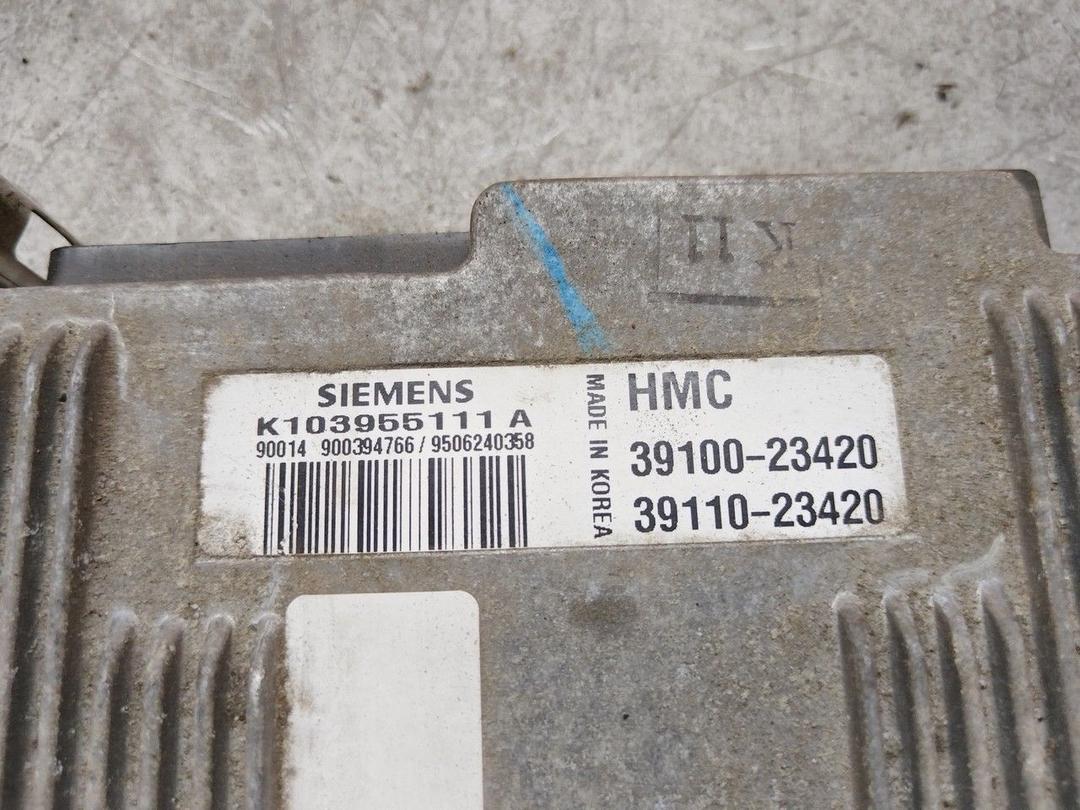 SIEMENS
K103955111 A
90014 900394766/9506240358
MADE IN KOREA
HMC
39100-23420
39110-23420